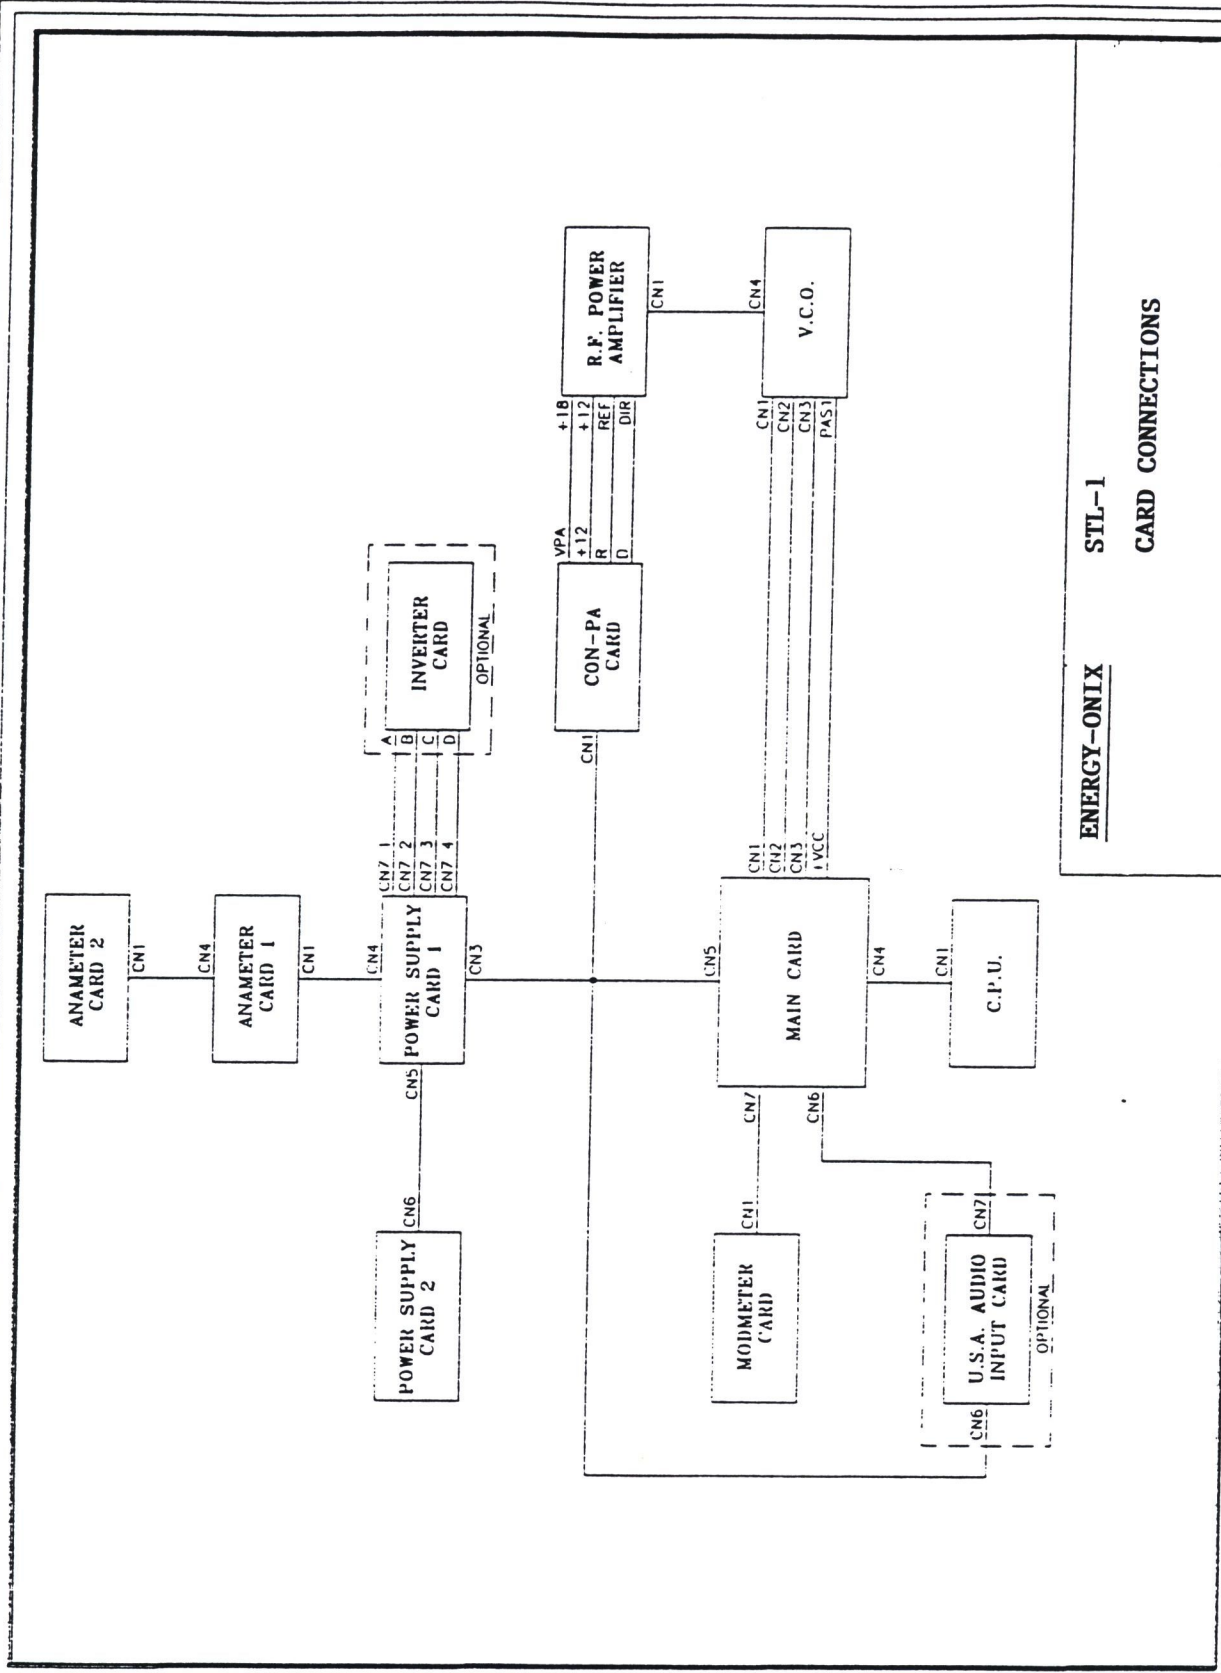 ANAMETER
CARD 2
CN1
CN4
ANAMETER
CARD 1
CN1
CN4
POWER SUPPLY
CARD 1
CN7 1
CN7 2
CN7 3
CN7 4
A
B
C
D
INVERTER
CARD
OPTIONAL
CN5
CN6
POWER SUPPLY
CARD 2
CN3
CN1
CON-PA
CARD
VPA
+12
R
D
+18
+12
REF
DIR
R.F. POWER
AMPLIFIER
CN1
CN4
V.C.O.
CN1
CN2
CN3
PAS1
CN5
MAIN CARD
CN1
CN2
CN3
+VCC
CN7
CN1
MODMETER
CARD
CN6
CN7
U.S.A. AUDIO
INPUT CARD
OPTIONAL
CN6
CN4
CN1
C.P.U.
ENERGY-ONIX STL-1
CARD CONNECTIONS